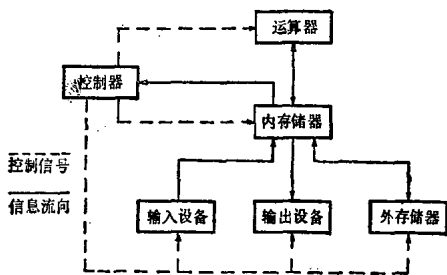 运算器
控制器
内存储器
控制信号
信息流向
输入设备
输出设备
外存储器